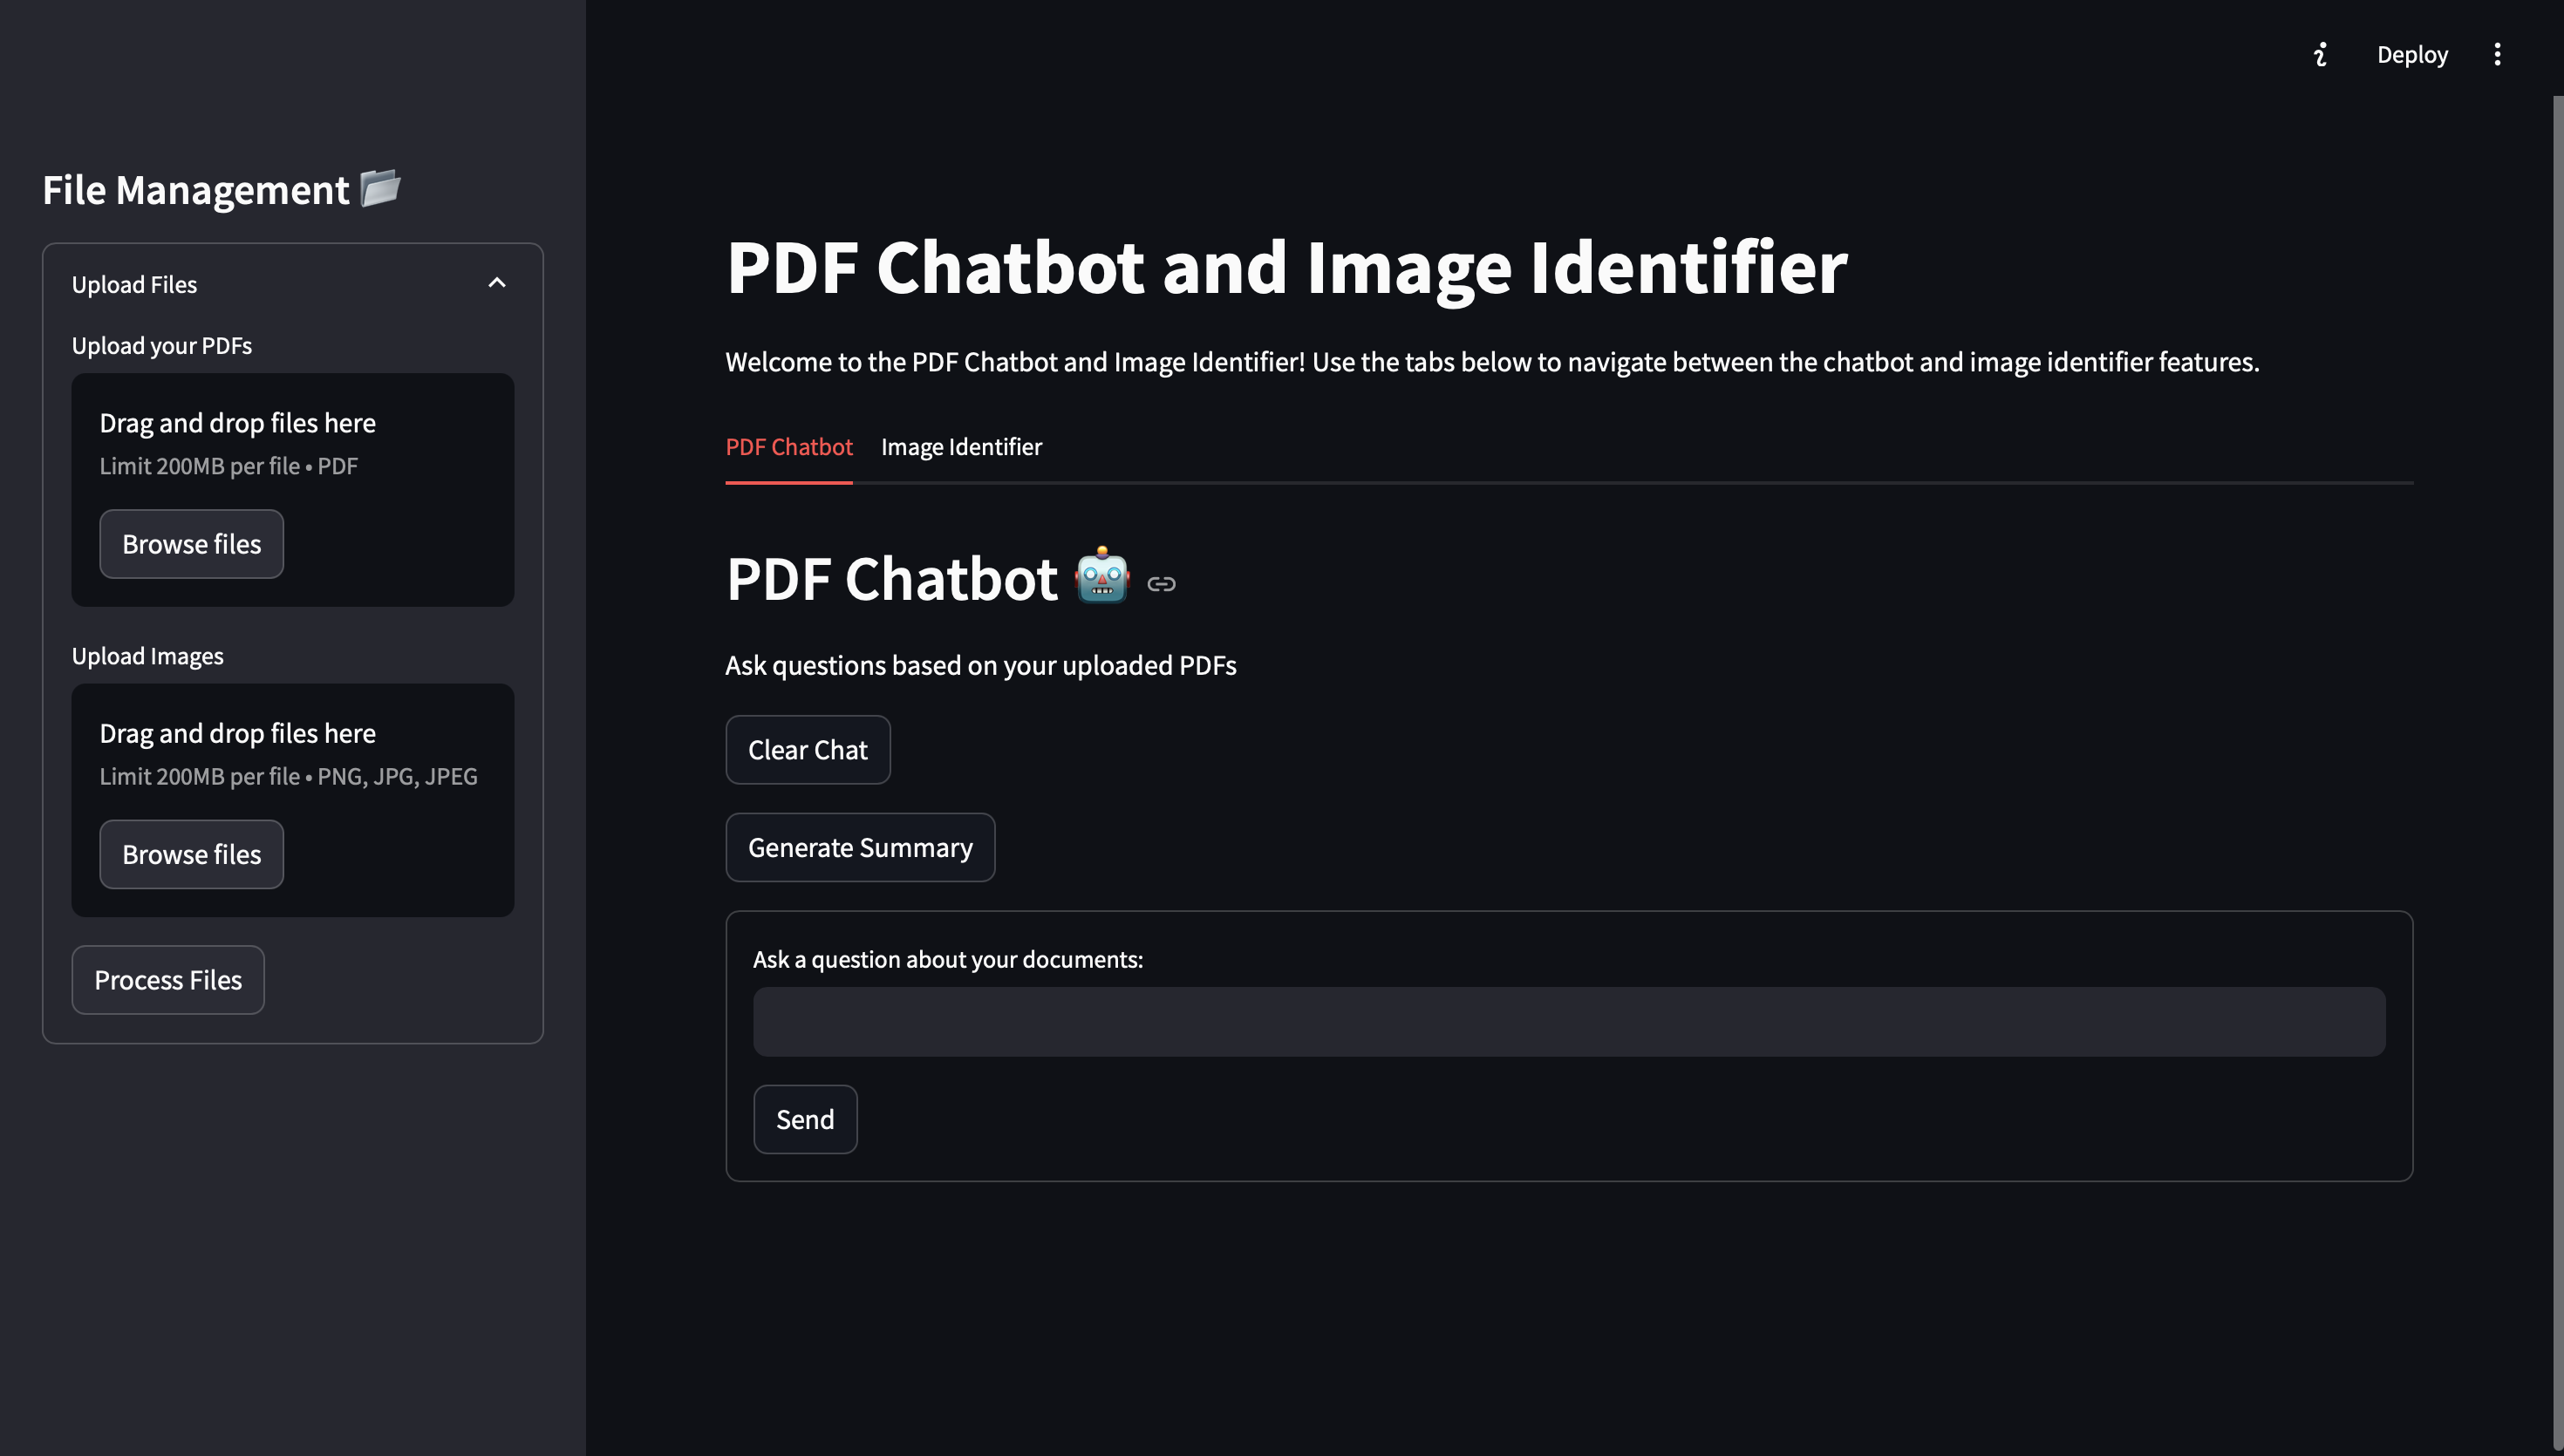 Deploy
File Management
Upload Files
Upload your PDFs
Drag and drop files here
Limit 200MB per file • PDF
Browse files
Upload Images
Drag and drop files here
Limit 200MB per file • PNG, JPG, JPEG
Browse files
Process Files
PDF Chatbot and Image Identifier
Welcome to the PDF Chatbot and Image Identifier! Use the tabs below to navigate between the chatbot and image identifier features.
PDF Chatbot Image Identifier
PDF Chatbot
Ask questions based on your uploaded PDFs
Clear Chat
Generate Summary
Ask a question about your documents:
Send